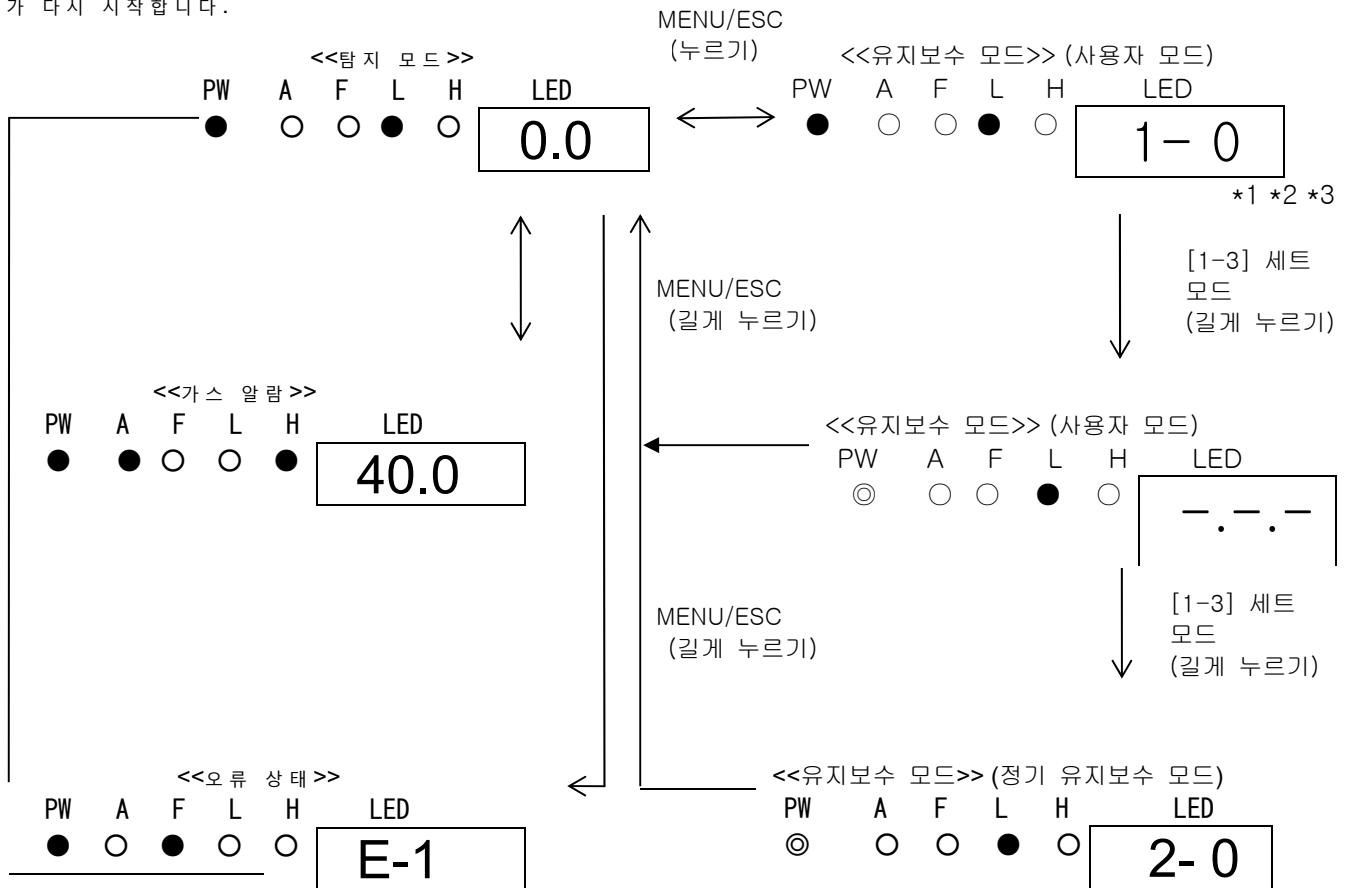 가 다시 시작합니다.
MENU/ESC
(누르기)
<<탐지 모드>>
PW A F L H LED
● ○ ○ ● ○ 0.0
<<유지보수 모드>> (사용자 모드)
PW A F L H LED
● ○ ○ ● ○ 1- 0
*1 *2 *3
[1-3] 세트
모드
(길게 누르기)
MENU/ESC
(길게 누르기)
<<가스 알람>>
PW A F L H LED
● ● ○ ○ ● 40.0
<<유지보수 모드>> (사용자 모드)
PW A F L H LED
◎ ○ ○ ● ○ -.-.-
[1-3] 세트
모드
(길게 누르기)
MENU/ESC
(길게 누르기)
<<오류 상태>>
PW A F L H LED
● ○ ● ○ ○ E-1
<<유지보수 모드>> (정기 유지보수 모드)
PW A F L H LED
◎ ○ ○ ● ○ 2- 0